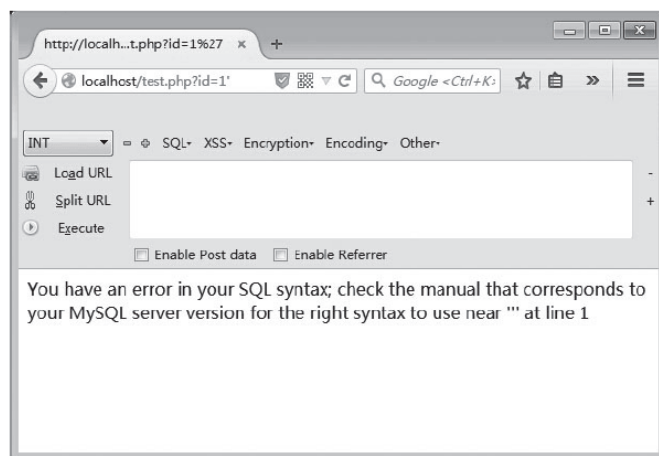 http://localh...t.php?id=1%27 × +
localhost/test.php?id=1' Google <Ctrl+K>
INT SQL- XSS- Encryption- Encoding- Other-
Load URL
Split URL
Execute
Enable Post data Enable Referrer
You have an error in your SQL syntax; check the manual that corresponds to
your MySQL server version for the right syntax to use near ''' at line 1